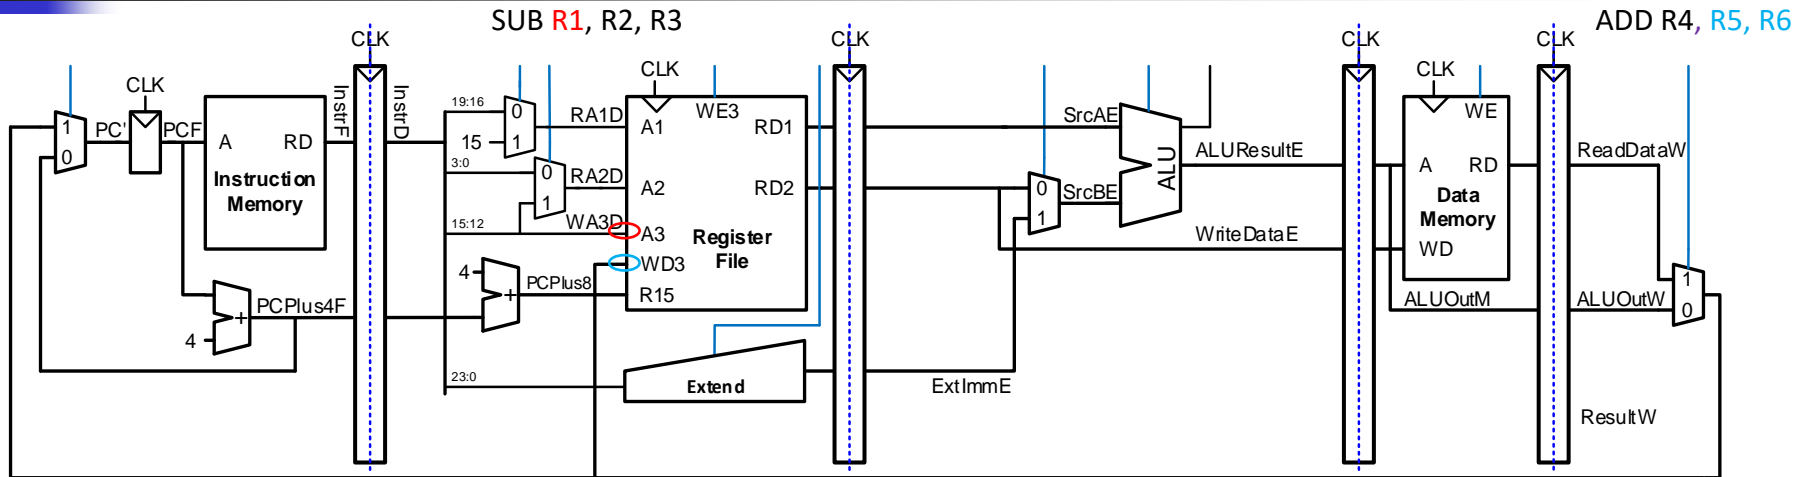 SUB R1, R2, R3
ADD R4, R5, R6
CLK
CLK
CLK
CLK
CLK
CLK
CLK
1
0
PC'
PCF
A
RD
Instruction
Memory
InstrF
InstrD
4
+
PCPlus4F
19:16
15
0
1
RA1D
3:0
0
1
RA2D
15:12
WA3D
4
+
PCPlus8
23:0
WE3
A1
RD1
A2
RD2
A3
Register
File
WD3
R15
Extend
ExtImmE
SrcAE
0
1
SrcBE
ALU
ALUResultE
WriteDataE
WE
A
RD
Data
Memory
WD
ALUOutM
ReadDataW
ALUOutW
1
0
ResultW